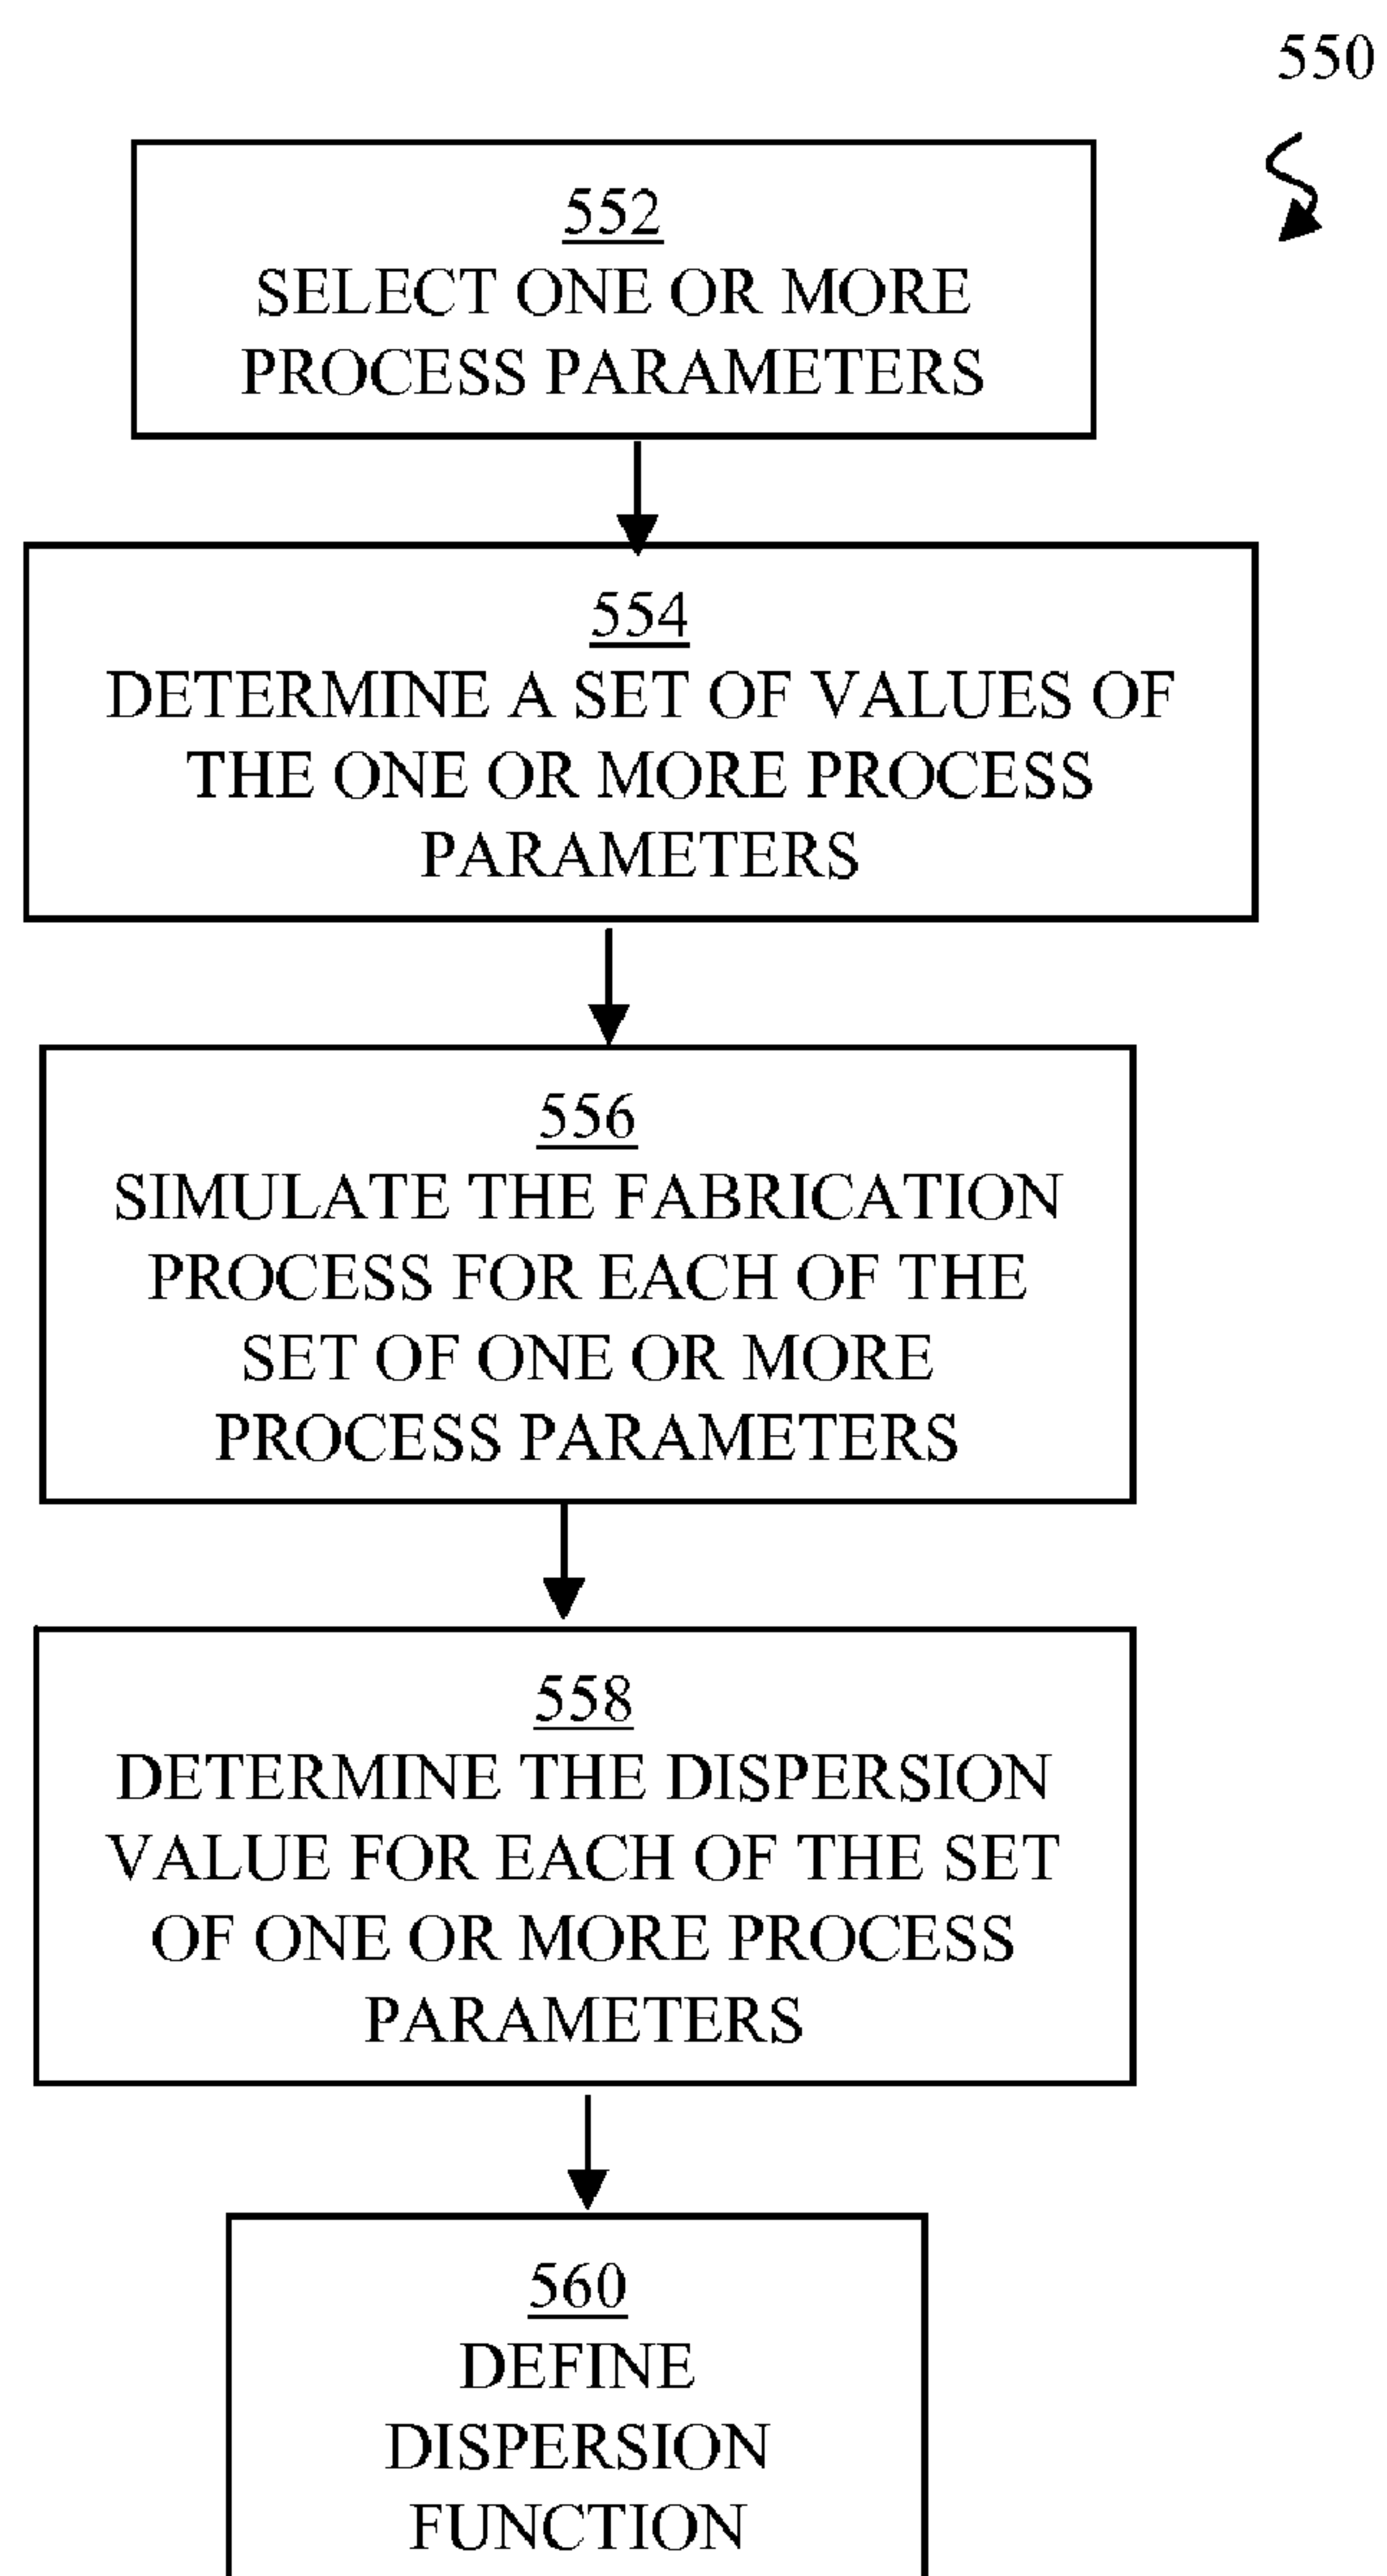 550
552
SELECT ONE OR MORE
PROCESS PARAMETERS
554
DETERMINE A SET OF VALUES OF
THE ONE OR MORE PROCESS
PARAMETERS
556
SIMULATE THE FABRICATION
PROCESS FOR EACH OF THE
SET OF ONE OR MORE
PROCESS PARAMETERS
558
DETERMINE THE DISPERSION
VALUE FOR EACH OF THE SET
OF ONE OR MORE PROCESS
PARAMETERS
560
DEFINE
DISPERSION
FUNCTION